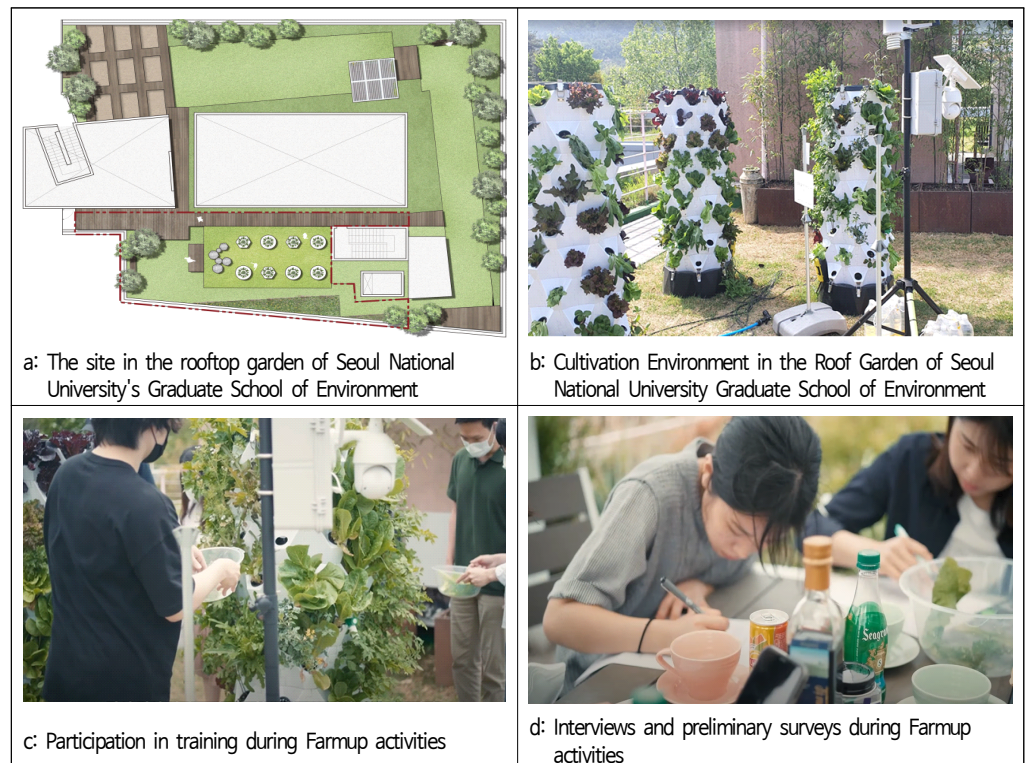 a: The site in the rooftop garden of Seoul National
University's Graduate School of Environment
b: Cultivation Environment in the Roof Garden of Seoul
National University Graduate School of Environment
Seagra
c: Participation in training during Farmup activities
d: Interviews and preliminary surveys during Farmup
activities